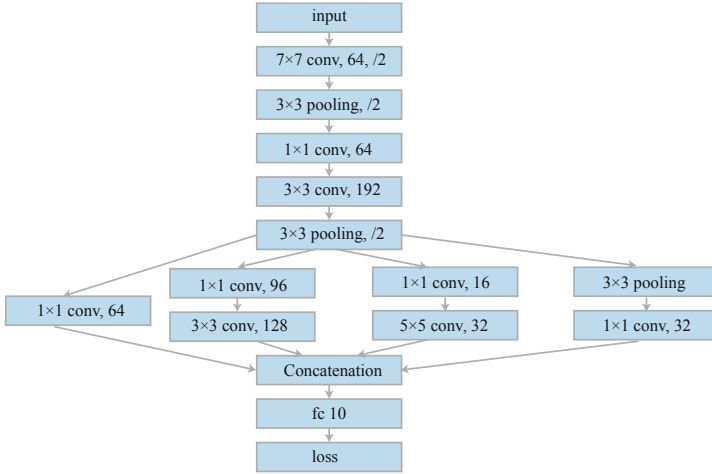 input
7×7 conv, 64, /2
3×3 pooling, /2
1×1 conv, 64
3×3 conv, 192
3×3 pooling, /2
1×1 conv, 64
1×1 conv, 96
3×3 conv, 128
1×1 conv, 16
5×5 conv, 32
3×3 pooling
1×1 conv, 32
Concatenation
fc 10
loss